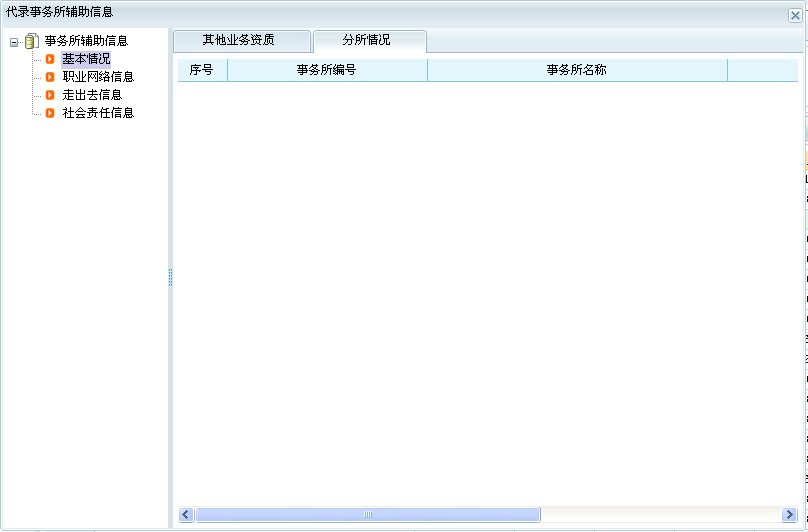 代录事务所辅助信息
事务所辅助信息
基本情况
职业网络信息
走出去信息
社会责任信息
其他业务资质 分所情况
序号 事务所编号 事务所名称